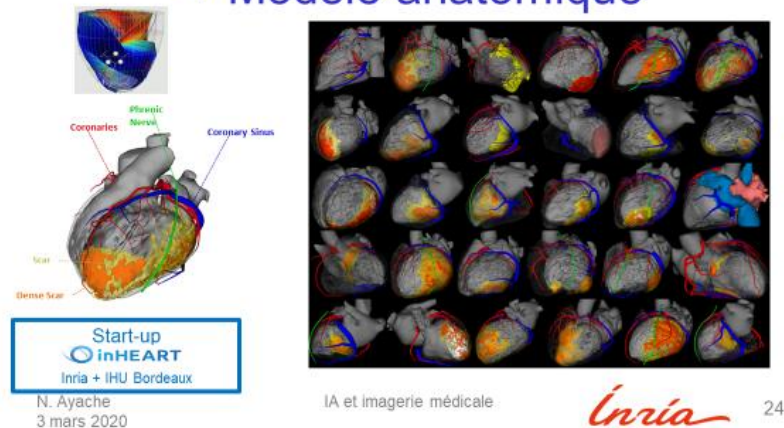 Modèle anatomique
Phrenic
Nerve
Coronaries
Coronary Sinus
Scar
Dense Scar
Start-up
inHEART
Inria + IHU Bordeaux
N. Ayache
3 mars 2020
IA et imagerie médicale
Inria
24